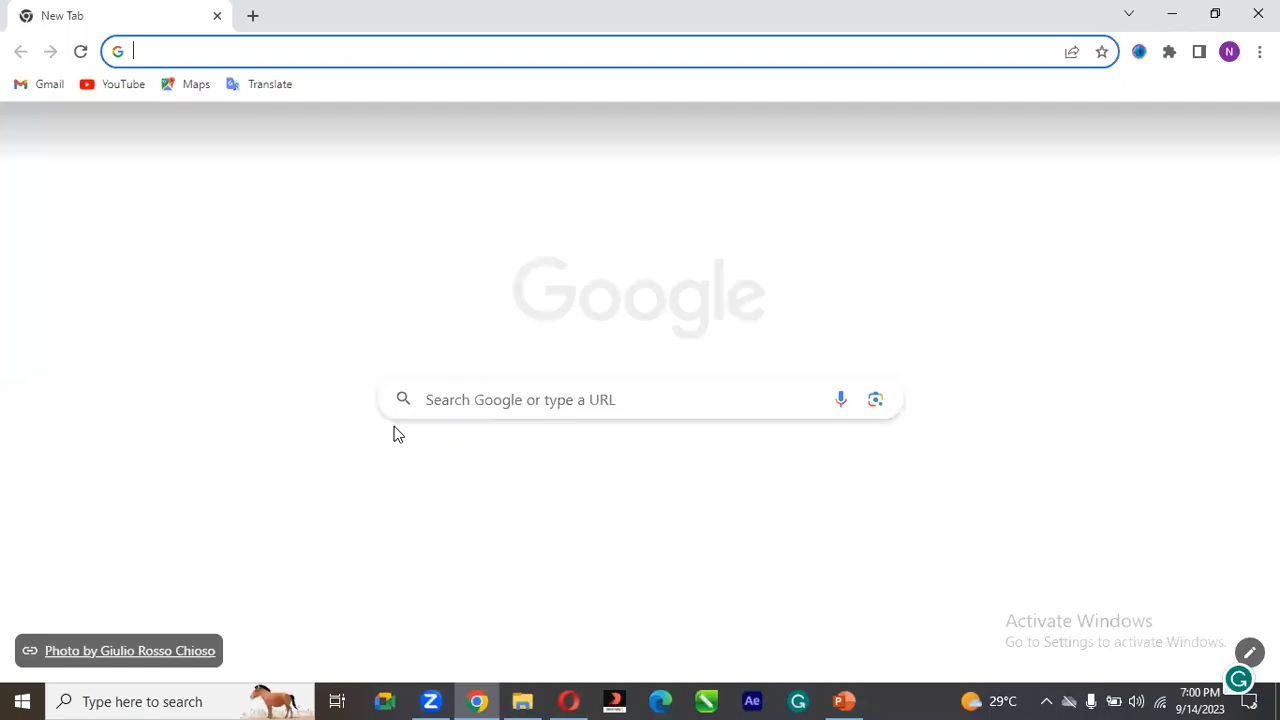 New Tab
Gmail
YouTube
Maps
Translate
N
Google
Search Google or type a URL
Activate Windows
Go to Settings to activate Windows.
Photo by Giulio Rosso Chioso
Type here to search
Ae
29°C
7:00 PM
9/14/2023